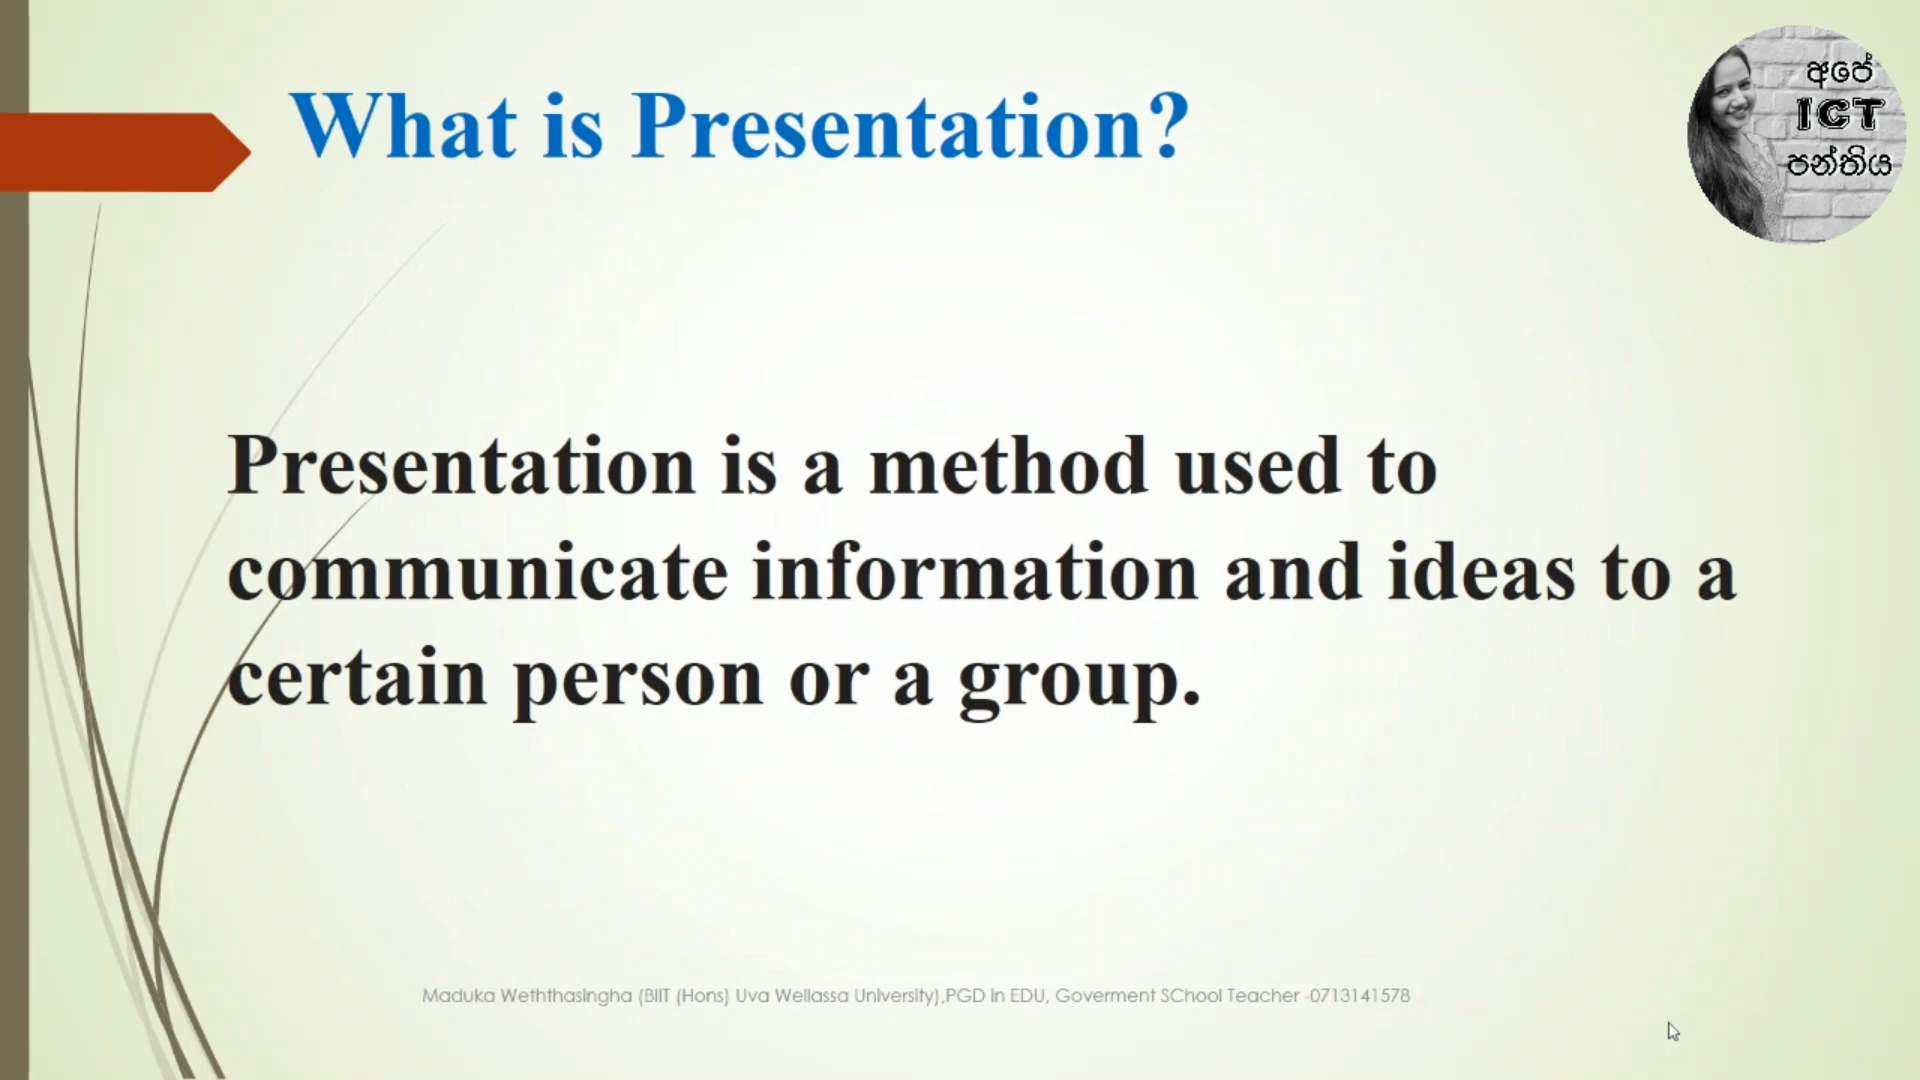 What is Presentation?
අපේ
ICT
පන්තිය
Presentation is a method used to
communicate information and ideas to a
certain person or a group.
Maduka Weththasingha (BIIT (Hons) Uva Wellassa University),PGD in EDU, Goverment SChool Teacher -0713141578